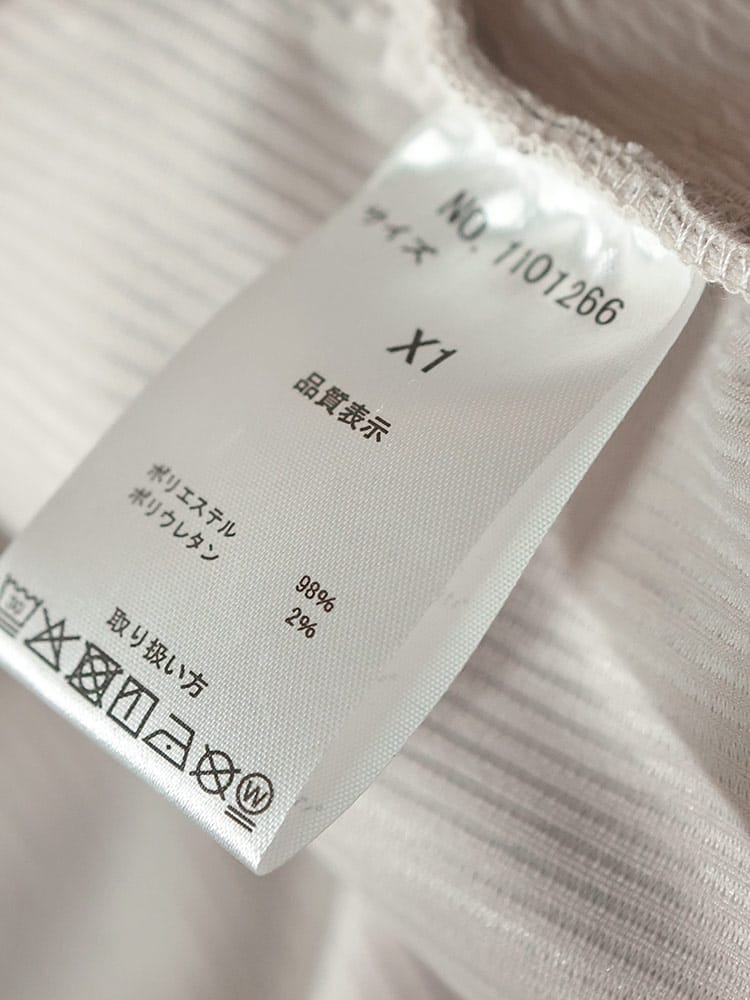 NO. 1101266
サイズ
X1
品質表示
ポリエステル 98%
ポリウレタン 2%
取り扱い方
30
W